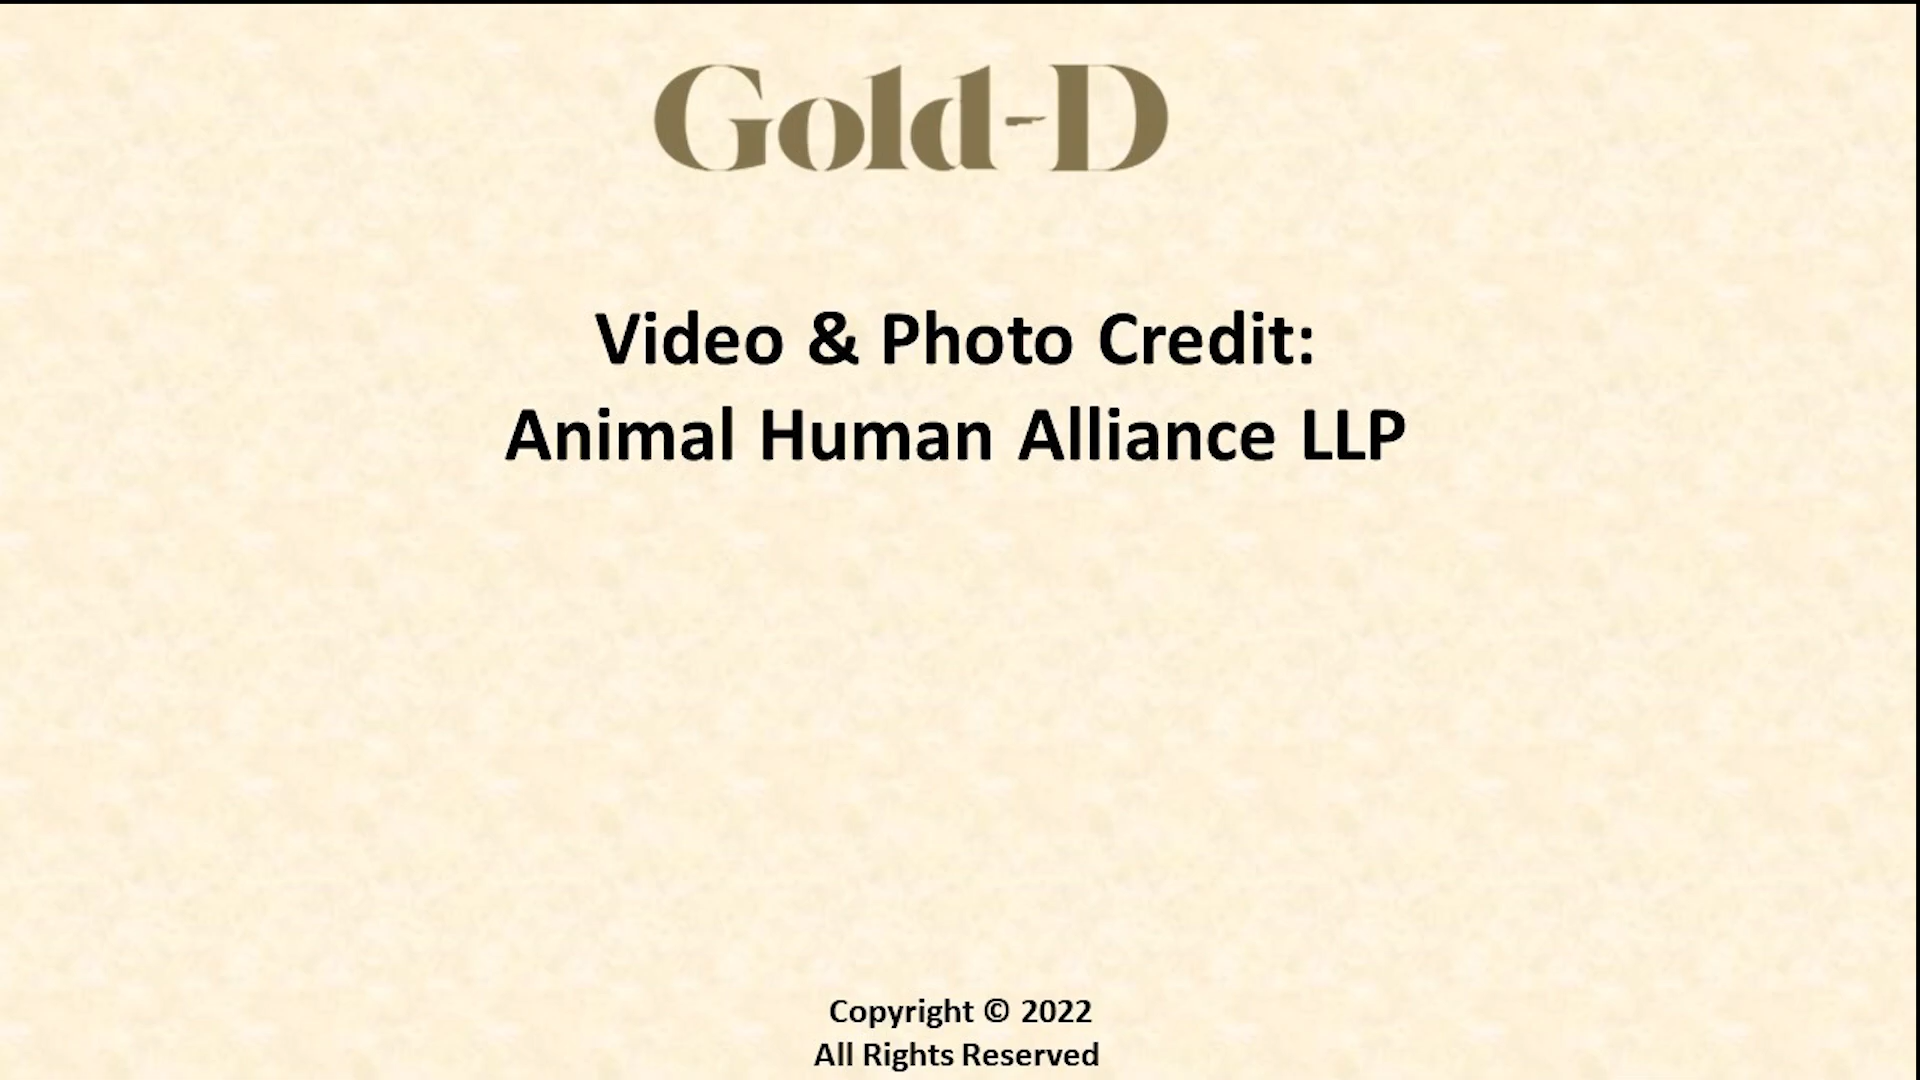 Gold-D
Video & Photo Credit:
Animal Human Alliance LLP
Copyright © 2022
All Rights Reserved